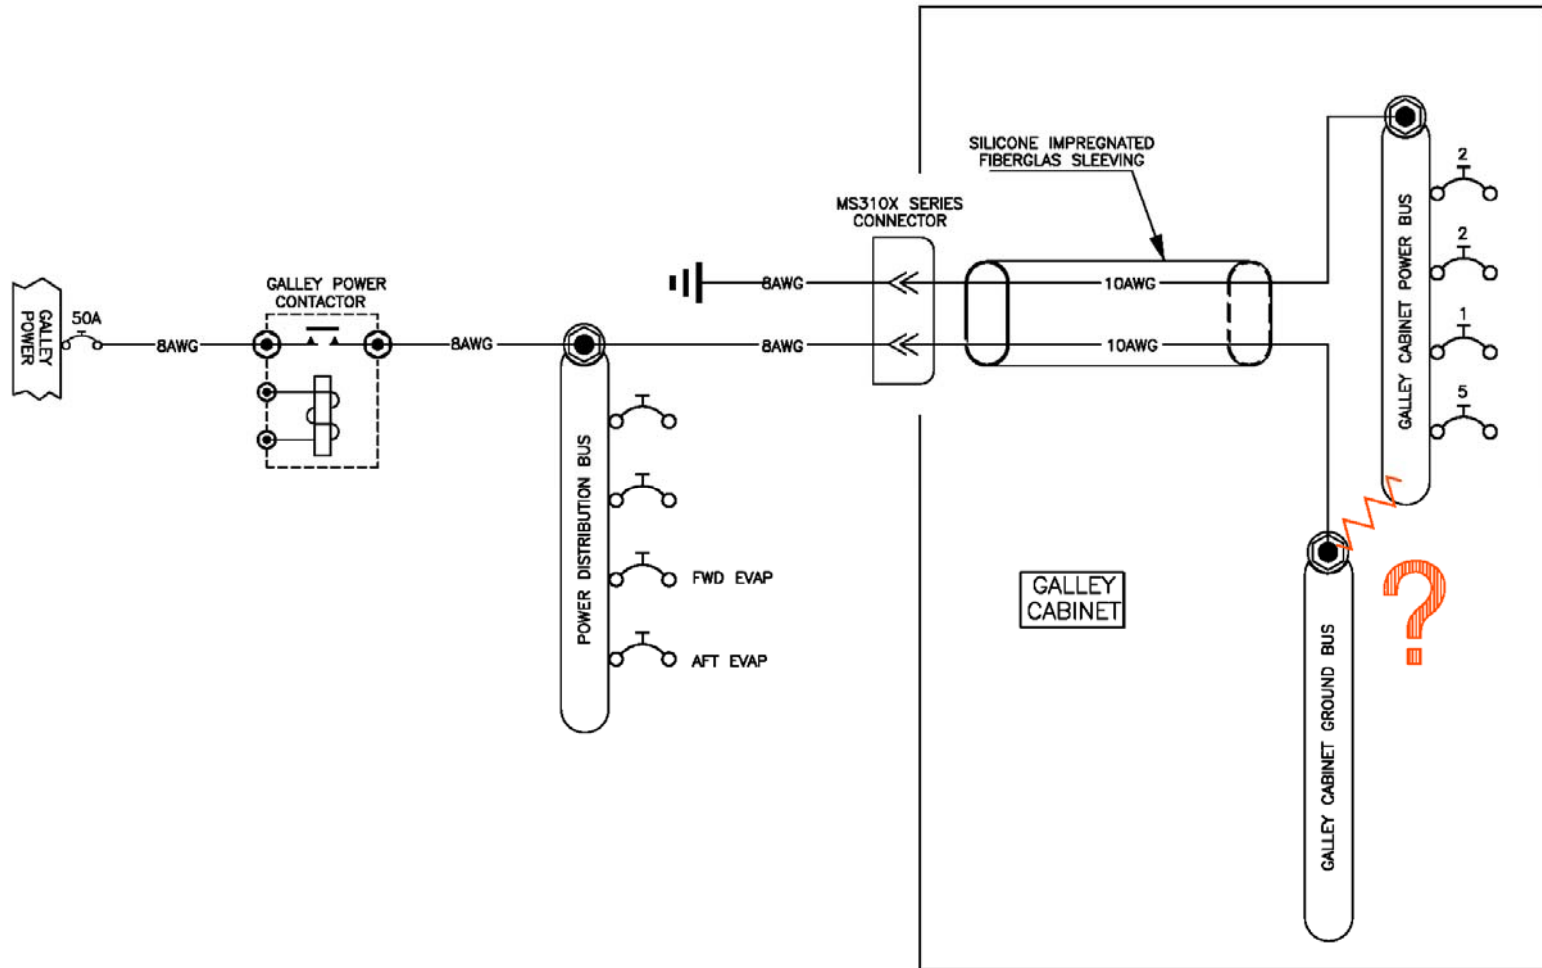 SILICONE IMPREGNATED
FIBERGLAS SLEEVING
MS310X SERIES
CONNECTOR
GALLEY POWER
CONTACTOR
GALLEY
POWER
50A
8AWG
8AWG
8AWG
8AWG
10AWG
10AWG
POWER DISTRIBUTION BUS
FWD EVAP
AFT EVAP
GALLEY CABINET POWER BUS
2
2
1
5
GALLEY
CABINET
GALLEY CABINET GROUND BUS
?